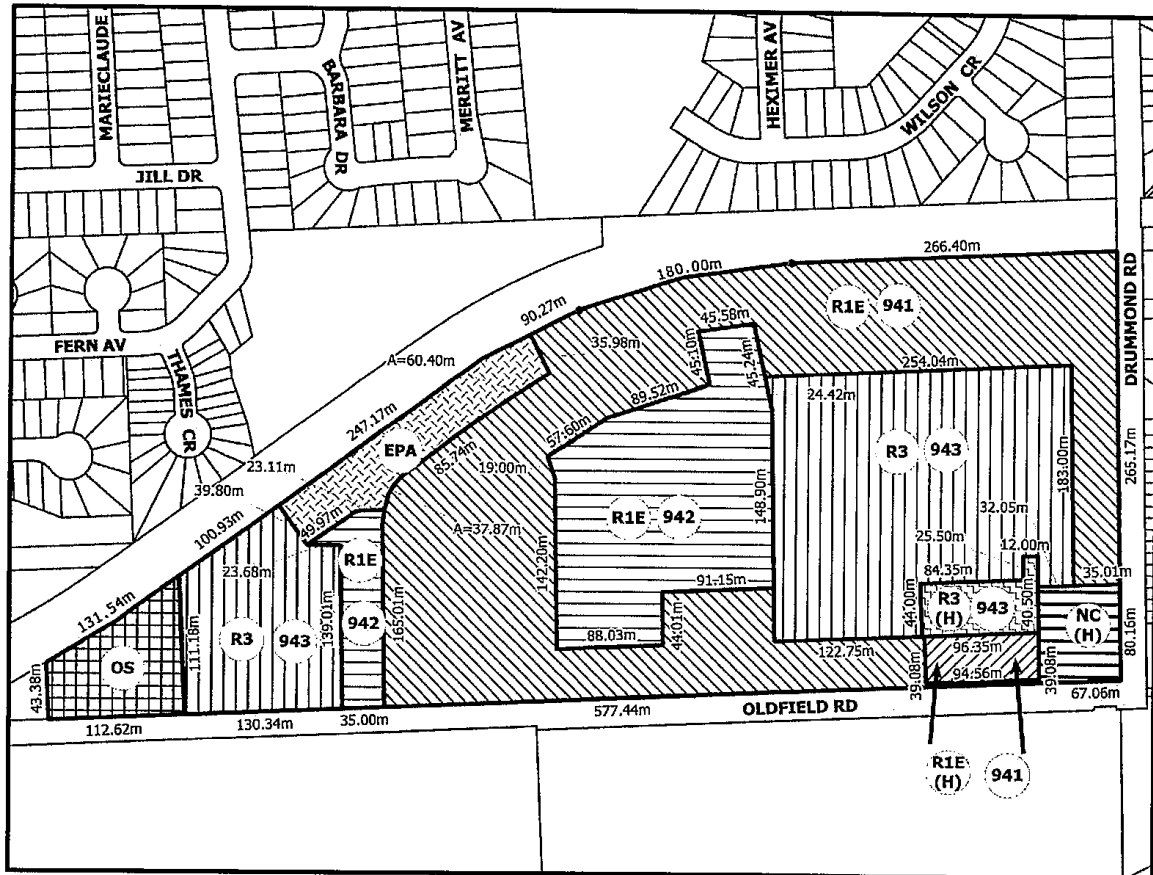 MARIECLAUDE
BARBARA DR
MERRITT AV
HEXIMER AV
WILSON CR
JILL DR
DRUMMOND RD
FERN AV
THAMES CR
266.40m
180.00m
90.27m
A=60.40m
247.17m
23.11m
39.80m
100.93m
131.54m
43.38m
R1E 941
45.58m
35.98m
45.10m
45.24m
254.04m
24.42m
89.52m
57.60m
EPA
85.74m
19.00m
49.97m
A=37.87m
R3 943
183.00m
265.17m
R1E 942
148.90m
32.05m
25.50m
12.00m
142.20m
91.15m
84.35m
35.01m
R1E
942
165.01m
23.68m
139.01m
111.18m
R3 943
OS
88.03m
44.01m
44.00m
R3
(H)
943
40.50m
NC
(H)
80.16m
122.75m
96.35m
39.08m
94.56m
39.08m
67.06m
112.62m
130.34m
35.00m
577.44m
OLDFIELD RD
R1E
(H)
941